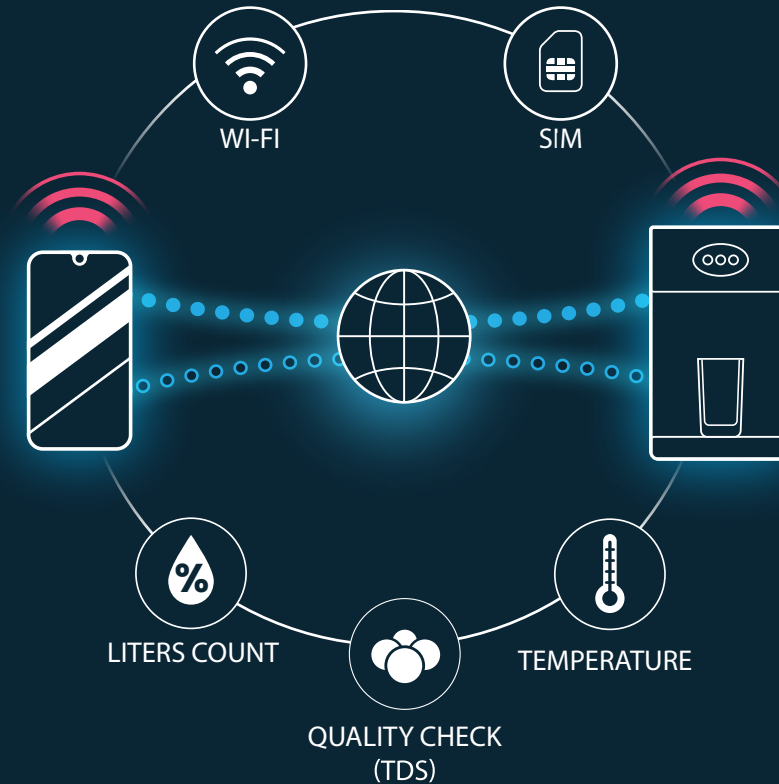 WI-FI
SIM
%
LITERS COUNT
TEMPERATURE
QUALITY CHECK
(TDS)